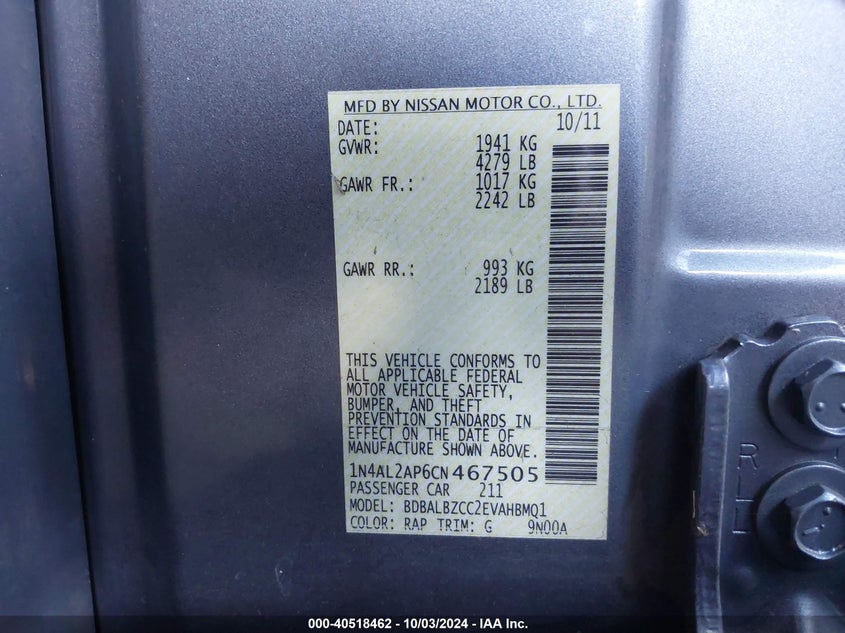 MFD BY NISSAN MOTOR CO., LTD.
DATE: 10/11
GVWR: 1941 KG
4279 LB
GAWR FR.: 1017 KG
2242 LB
GAWR RR.: 993 KG
2189 LB
THIS VEHICLE CONFORMS TO
ALL APPLICABLE FEDERAL
MOTOR VEHICLE SAFETY,
BUMPER, AND THEFT
PREVENTION STANDARDS IN
EFFECT ON THE DATE OF
MANUFACTURE SHOWN ABOVE.
1N4AL2AP6CN467505
PASSENGER CAR 211
MODEL: BDBALBZCC2EVAHBMQ1
COLOR: RAP TRIM: G 9N00A
000-40518462 - 10/03/2024 - IAA Inc.